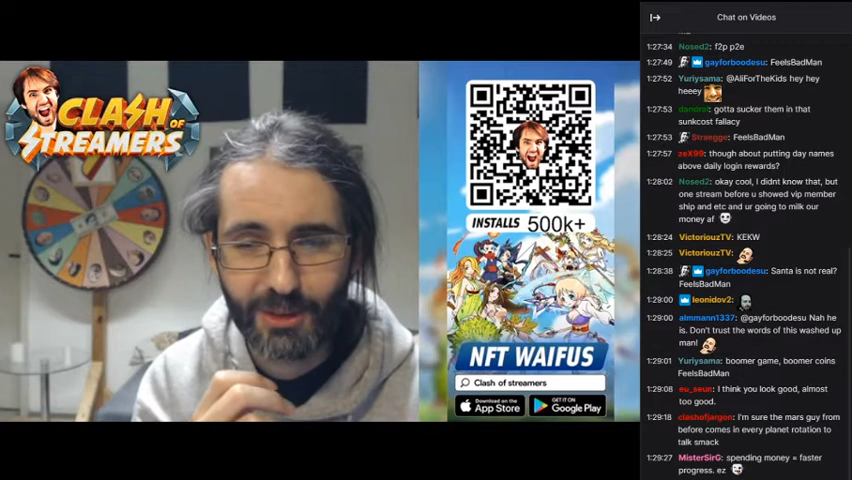 CLASH
OF
STREAMERS
INSTALLS 500k+
NFT WAIFUS
Clash of streamers
Download on the
App Store
GET IT ON
Google Play
Chat on Videos
1:27:34 Nosed2: f2p p2e
1:27:49 gayforboodesu: FeelsBadMan
1:27:52 Yuriysama: @AliForTheKids hey hey
heeey
1:27:53 dandroi: gotta sucker them in that
sunkcost fallacy
1:27:53 Straegge: FeelsBadMan
1:27:57 zeX99: though about putting day names
above daily login rewards?
1:28:02 Nosed2: okay cool, I didnt know that, but
one stream before u showed vip member
ship and etc and ur going to milk our
money af
1:28:24 VictoriouzTV: KEKW
1:28:25 VictoriouzTV:
1:28:38 gayforboodesu: Santa is not real?
FeelsBadMan
1:29:00 leonidov2:
1:29:00 almmann1337: @gayforboodesu Nah he
is. Don't trust the words of this washed up
man!
1:29:01 Yuriysama: boomer game, boomer coins
FeelsBadMan
1:29:08 eu_seun: I think you look good, almost
too good.
1:29:18 clashofjargon: I'm sure the mars guy from
before comes in every planet rotation to
talk smack
1:29:27 MisterSirG: spending money = faster
progress. ez